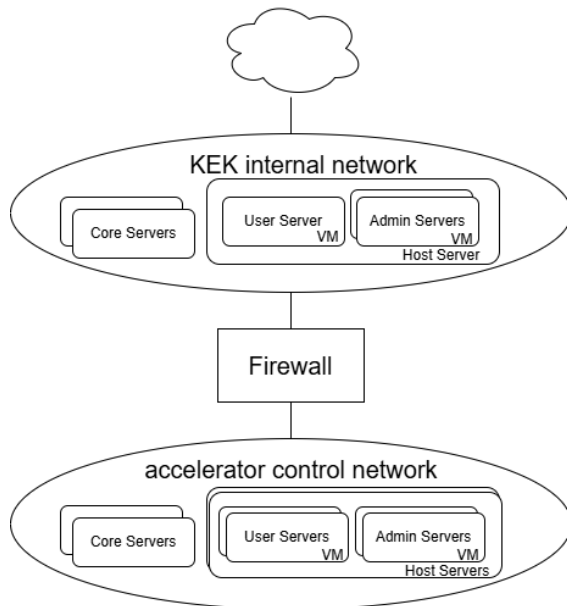 KEK internal network
Core Servers
User Server
VM
Admin Servers
VM
Host Server
Firewall
accelerator control network
Core Servers
User Servers
VM
Admin Servers
VM
Host Servers